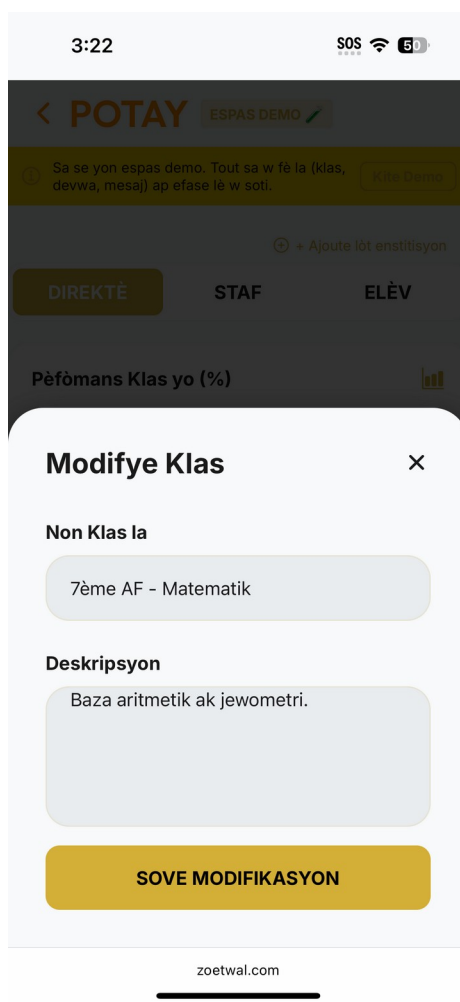 3:22
SOS
50
POTAY
ESPAS DEMO
Sa se yon espas demo. Tout sa w fè la (klas,
devwa, mesaj) ap efase lè w soti.
Kite Demo
+ Ajoute lòt enstitisyon
DIREKTÈ
STAF
ELÈV
Pèfòmans Klas yo (%)
Modifye Klas
Non Klas la
7ème AF - Matematik
Deskripsyon
Baza aritmetik ak jewometri.
SOVE MODIFIKASYON
zoetwal.com